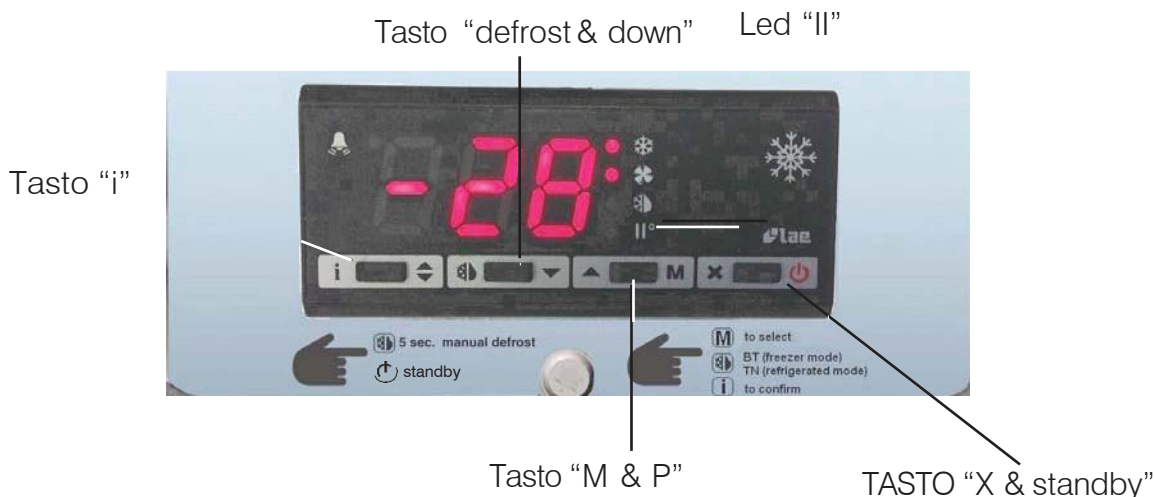 Tasto "defrost & down"
Led "II"
Tasto "i"
-28:
II°
lae
i
M
X
5 sec. manual defrost
standby
M to select
BT (freezer mode)
TN (refrigerated mode)
i to confirm
Tasto "M & P"
TASTO "X & standby"